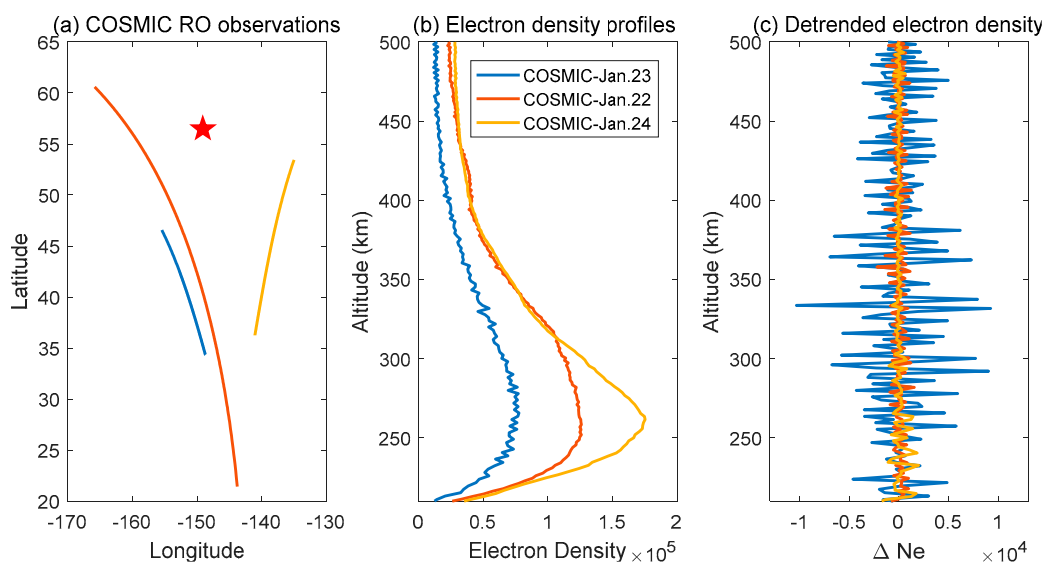 (a) COSMIC RO observations
65
60
55
50
45
40
35
30
25
20
-170 -160 -150 -140 -130
Latitude
Longitude
(b) Electron density profiles
500
450
400
350
300
250
0 0.5 1 1.5 2
Altitude (km)
Electron Density ×10^5
COSMIC-Jan.23
COSMIC-Jan.22
COSMIC-Jan.24
(c) Detrended electron density
500
450
400
350
300
250
-1 -0.5 0 0.5 1
Altitude (km)
Δ Ne ×10^4